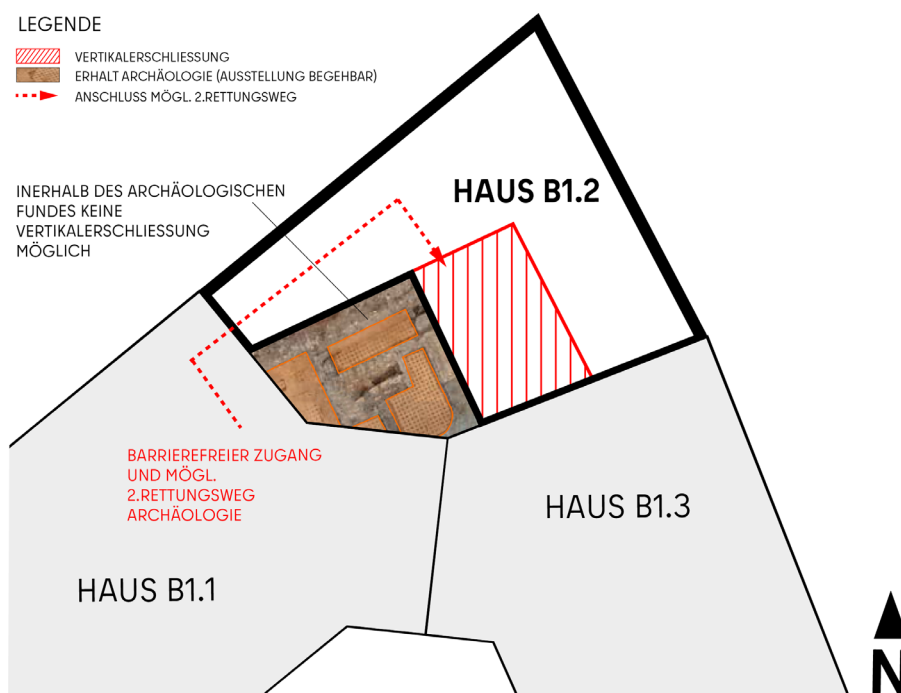 LEGENDE
VERTIKALERSCHLIESSUNG
ERHALT ARCHÄOLOGIE (AUSSTELLUNG BEGEHBAR)
ANSCHLUSS MÖGL. 2.RETTUNGSWEG
INERHALB DES ARCHÄOLOGISCHEN
FUNDES KEINE
VERTIKALERSCHLIESSUNG
MÖGLICH
HAUS B1.2
BARRIEREFREIER ZUGANG
UND MÖGL.
2.RETTUNGSWEG
ARCHÄOLOGIE
HAUS B1.3
HAUS B1.1
N